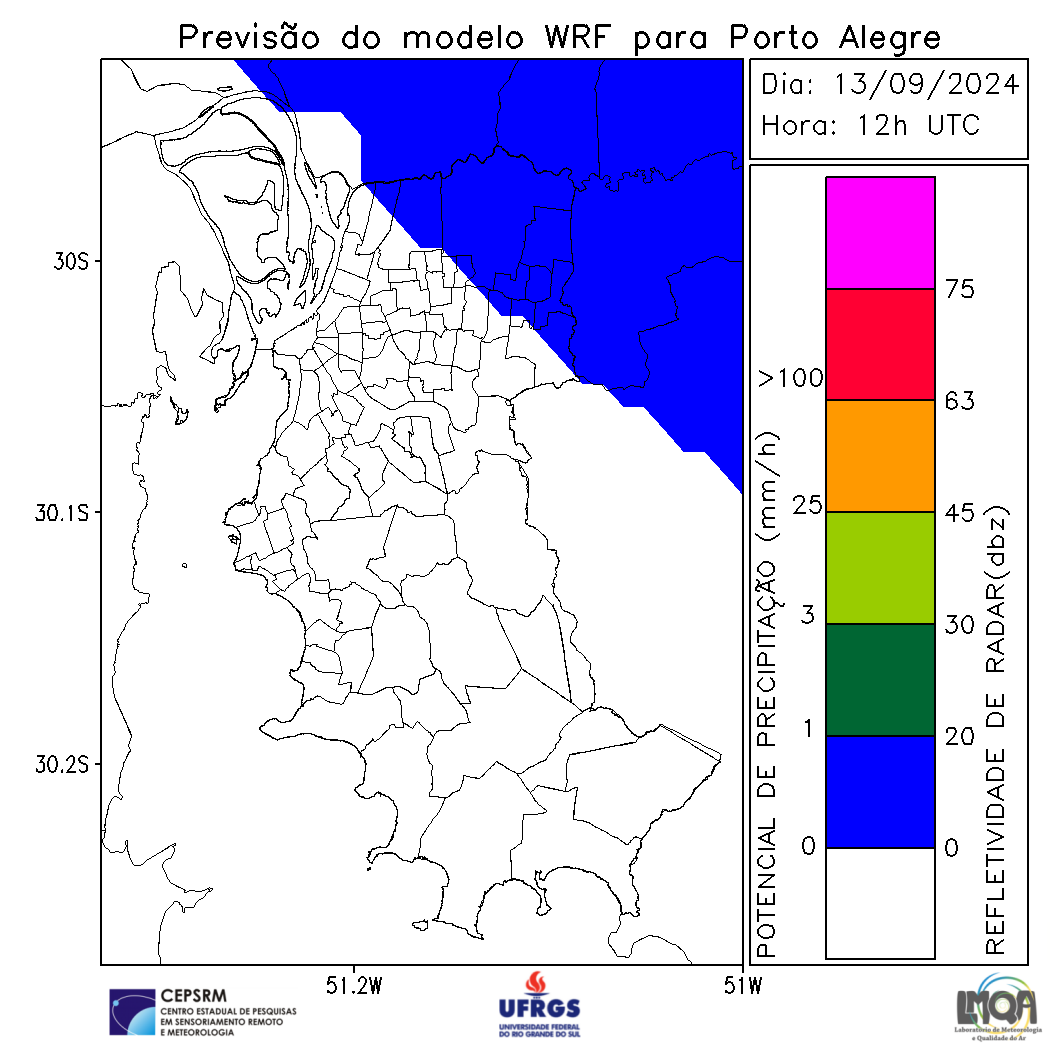 Previsão do modelo WRF para Porto Alegre
Dia: 13/09/2024
Hora: 12h UTC
30S
30.1S
30.2S
51.2W
51W
POTENCIAL DE PRECIPITAÇÃO (mm/h)
>100
25
3
1
0
75
63
45
30
20
0
REFLETIVIDADE DE RADAR(dbz)
CEPSRM
CENTRO ESTADUAL DE PESQUISAS
EM SENSORIAMENTO REMOTO
E METEOROLOGIA
UFRGS
UNIVERSIDADE FEDERAL
DO RIO GRANDE DO SUL
LMQA
Laboratório de Meteorologia
e Qualidade do Ar